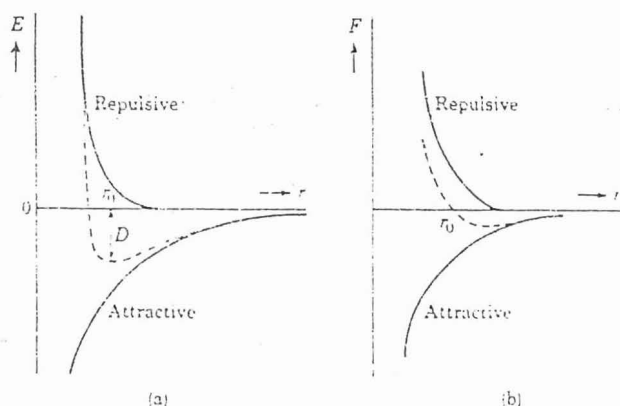 E
Repulsive
r₀
r
0
D
Attractive
(a)
F
Repulsive
r
r₀
Attractive
(b)